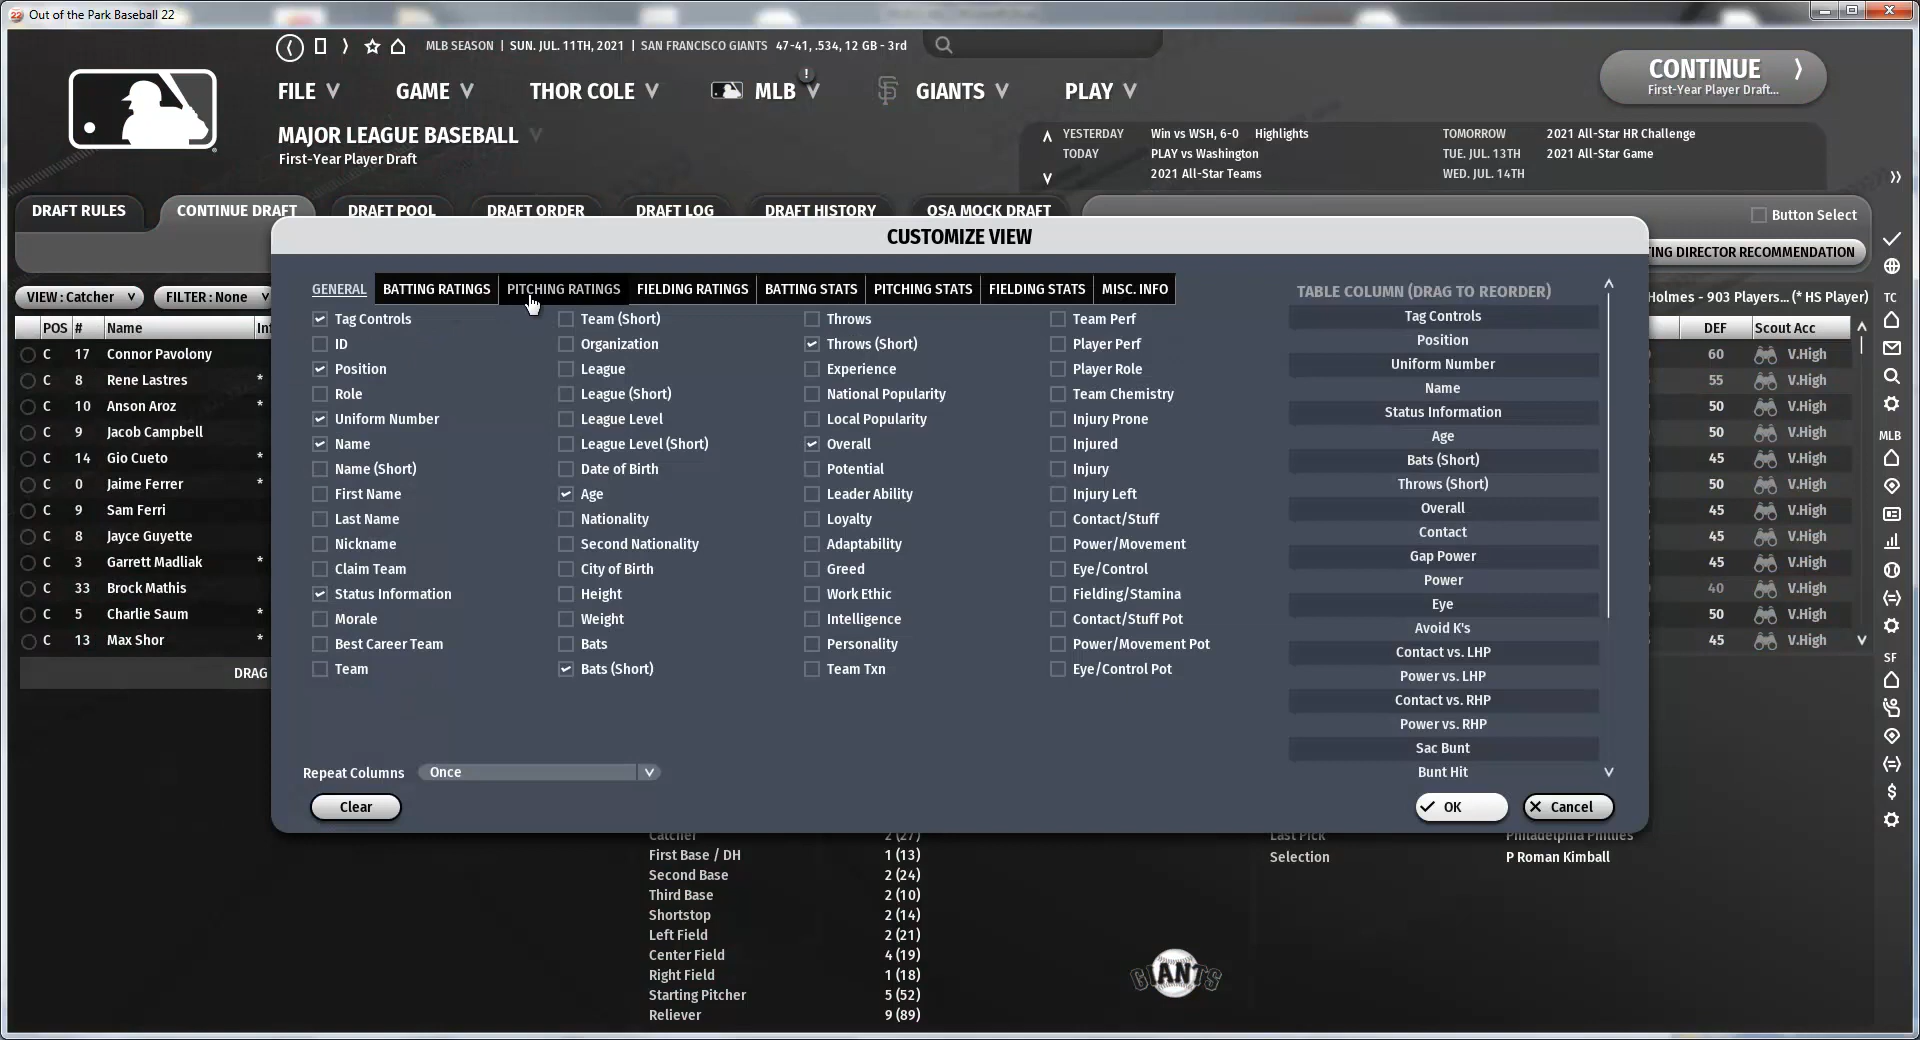 Out of the Park Baseball 22
MLB SEASON | SUN. JUL. 11TH, 2021 | SAN FRANCISCO GIANTS 47-41, .534, 12 GB - 3rd
FILE GAME THOR COLE MLB ! GIANTS PLAY
CONTINUE
First-Year Player Draft...
MAJOR LEAGUE BASEBALL
First-Year Player Draft
YESTERDAY Win vs WSH, 6-0 Highlights TOMORROW 2021 All-Star HR Challenge
TODAY PLAY vs Washington TUE. JUL. 13TH 2021 All-Star Game
2021 All-Star Teams WED. JUL. 14TH
DRAFT RULES CONTINUE DRAFT DRAFT POOL DRAFT ORDER DRAFT LOG DRAFT HISTORY OSA MOCK DRAFT Button Select
CUSTOMIZE VIEW
DIRECTOR RECOMMENDATION
VIEW : Catcher FILTER : None
Holmes - 903 Players... (* HS Player)
POS # Name
C 17 Connor Pavolony
C 8 Rene Lastres *
C 10 Anson Aroz *
C 9 Jacob Campbell
C 14 Gio Cueto *
C 0 Jaime Ferrer *
C 9 Sam Ferri
C 8 Jayce Guyette
C 3 Garrett Madliak *
C 33 Brock Mathis
C 5 Charlie Saum *
C 13 Max Shor *
DRAG
GENERAL BATTING RATINGS PITCHING RATINGS FIELDING RATINGS BATTING STATS PITCHING STATS FIELDING STATS MISC. INFO
Tag Controls Team (Short) Throws Team Perf
ID Organization Throws (Short) Player Perf
Position League Experience Player Role
Role League (Short) National Popularity Team Chemistry
Uniform Number League Level Local Popularity Injury Prone
Name League Level (Short) Overall Injured
Name (Short) Date of Birth Potential Injury
First Name Age Leader Ability Injury Left
Last Name Nationality Loyalty Contact/Stuff
Nickname Second Nationality Adaptability Power/Movement
Claim Team City of Birth Greed Eye/Control
Status Information Height Work Ethic Fielding/Stamina
Morale Weight Intelligence Contact/Stuff Pot
Best Career Team Bats Personality Power/Movement Pot
Team Bats (Short) Team Txn Eye/Control Pot
Repeat Columns Once
Clear
TABLE COLUMN (DRAG TO REORDER)
Tag Controls
Position
Uniform Number
Name
Status Information
Age
Bats (Short)
Throws (Short)
Overall
Contact
Gap Power
Power
Eye
Avoid K's
Contact vs. LHP
Power vs. LHP
Contact vs. RHP
Power vs. RHP
Sac Bunt
Bunt Hit
OK Cancel
DEF Scout Acc
60 V.High
55 V.High
50 V.High
50 V.High
45 V.High
50 V.High
45 V.High
45 V.High
45 V.High
40 V.High
50 V.High
45 V.High
TC
MLB
SF
$
Catcher 2 (27)
First Base / DH 1 (13)
Second Base 2 (24)
Third Base 2 (10)
Shortstop 2 (14)
Left Field 2 (21)
Center Field 4 (19)
Right Field 1 (18)
Starting Pitcher 5 (52)
Reliever 9 (89)
Last Pick Philadelphia Phillies
Selection P Roman Kimball
GIANTS